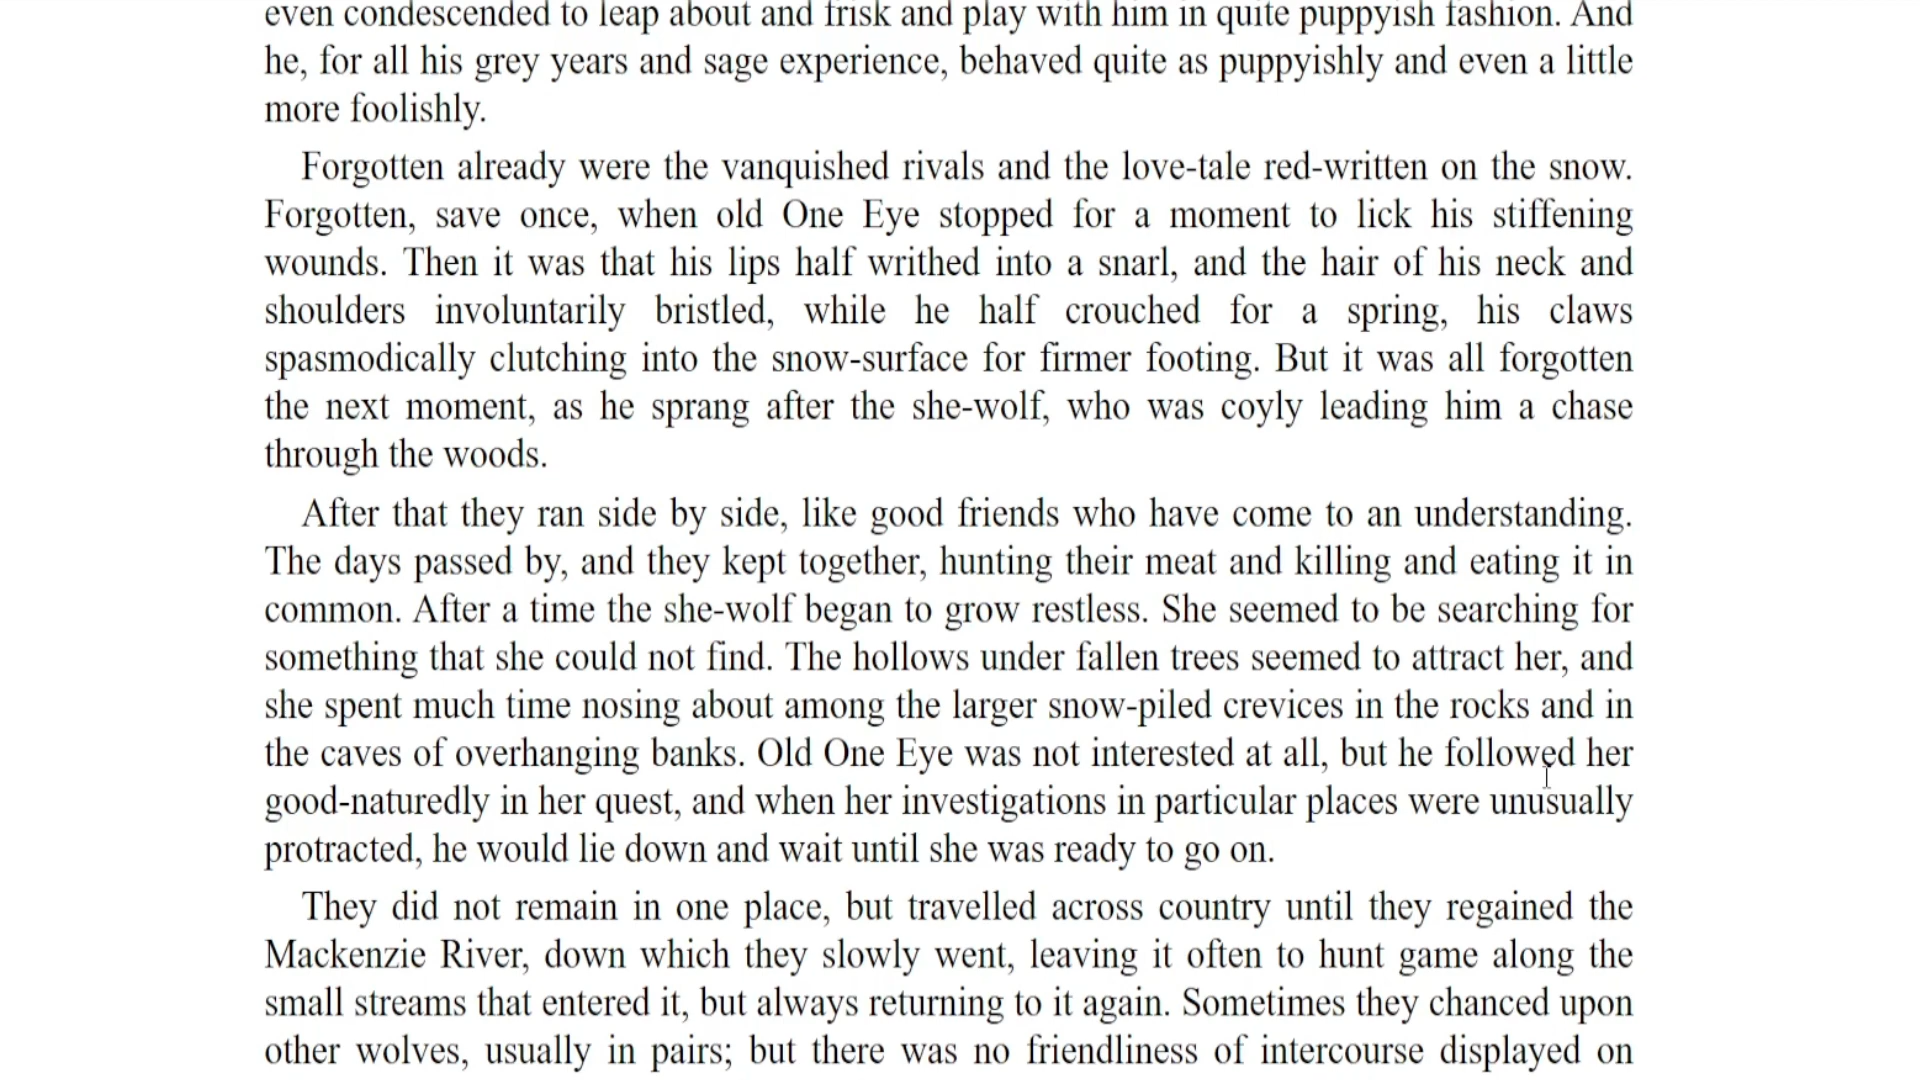 even condescended to leap about and frisk and play with him in quite puppyish fashion. And
he, for all his grey years and sage experience, behaved quite as puppyishly and even a little
more foolishly.
Forgotten already were the vanquished rivals and the love-tale red-written on the snow.
Forgotten, save once, when old One Eye stopped for a moment to lick his stiffening
wounds. Then it was that his lips half writhed into a snarl, and the hair of his neck and
shoulders involuntarily bristled, while he half crouched for a spring, his claws
spasmodically clutching into the snow-surface for firmer footing. But it was all forgotten
the next moment, as he sprang after the she-wolf, who was coyly leading him a chase
through the woods.
After that they ran side by side, like good friends who have come to an understanding.
The days passed by, and they kept together, hunting their meat and killing and eating it in
common. After a time the she-wolf began to grow restless. She seemed to be searching for
something that she could not find. The hollows under fallen trees seemed to attract her, and
she spent much time nosing about among the larger snow-piled crevices in the rocks and in
the caves of overhanging banks. Old One Eye was not interested at all, but he followed her
good-naturedly in her quest, and when her investigations in particular places were unusually
protracted, he would lie down and wait until she was ready to go on.
They did not remain in one place, but travelled across country until they regained the
Mackenzie River, down which they slowly went, leaving it often to hunt game along the
small streams that entered it, but always returning to it again. Sometimes they chanced upon
other wolves, usually in pairs; but there was no friendliness of intercourse displayed on